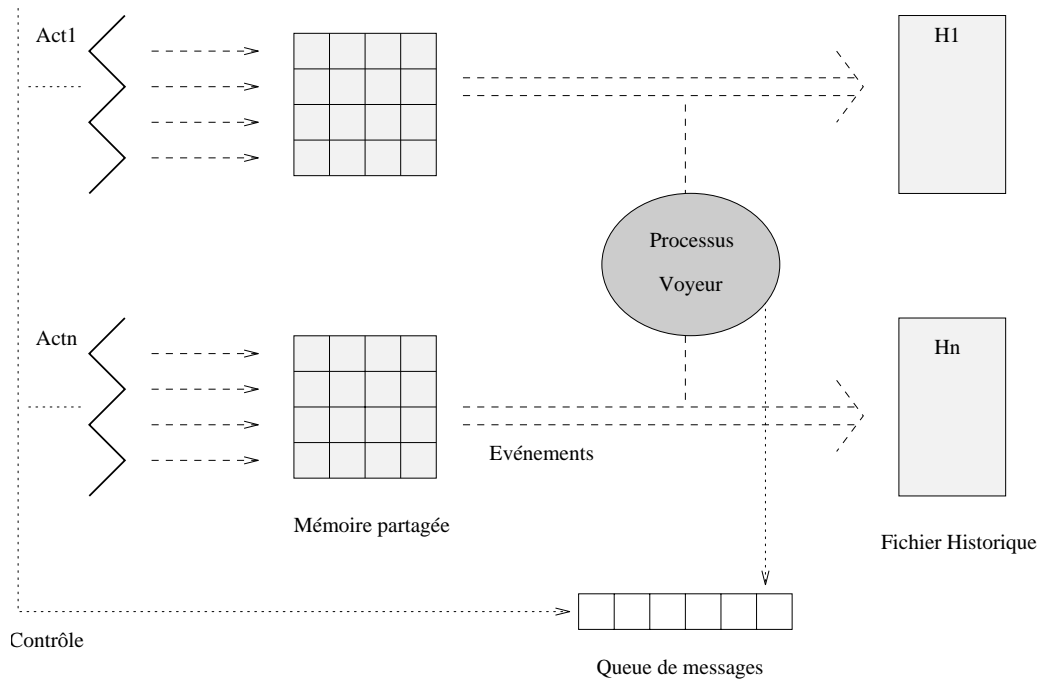 Act1
H1
Processus
Voyeur
Actn
Hn
Evénements
Mémoire partagée
Fichier Historique
Contrôle
Queue de messages